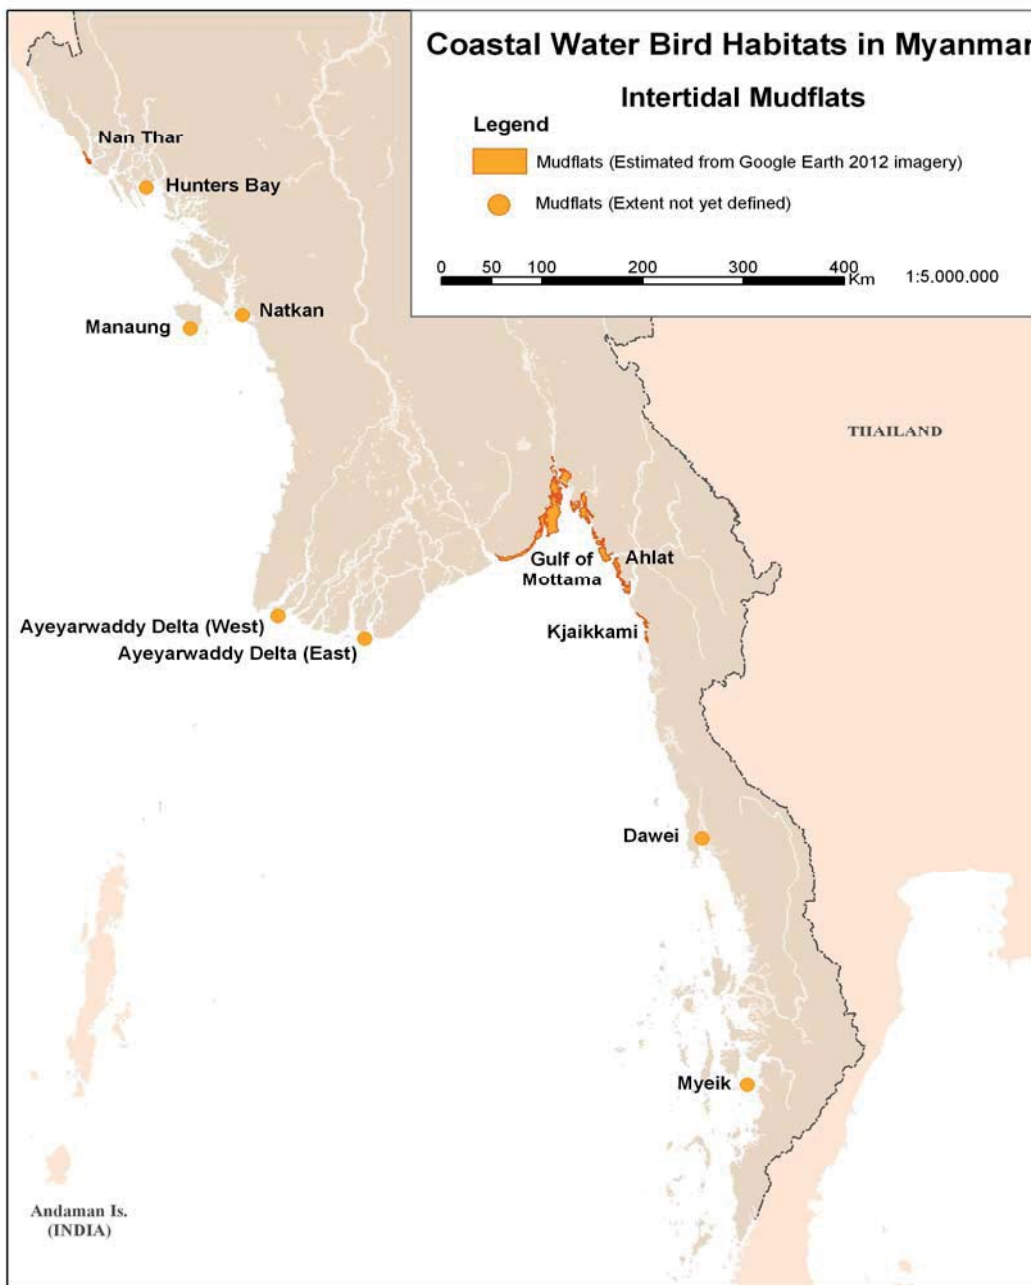 Coastal Water Bird Habitats in Myanmar
Intertidal Mudflats
Legend
Mudflats (Estimated from Google Earth 2012 imagery)
Mudflats (Extent not yet defined)
0 50 100 200 300 400
Km
1:5.000.000
Nan Thar
Hunters Bay
Natkan
Manaung
THAILAND
Gulf of
Mottama
Ahlat
Kjaikkami
Ayeyarwaddy Delta (West)
Ayeyarwaddy Delta (East)
Dawei
Myeik
Andaman Is.
(INDIA)